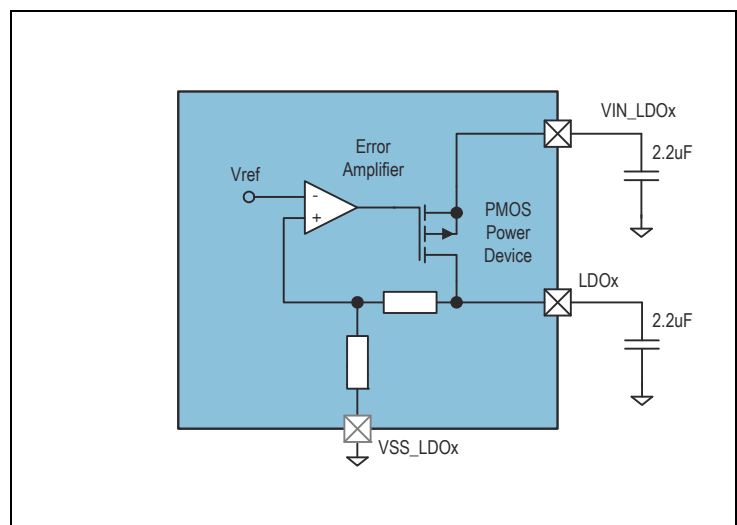 VIN_LDOx
2.2uF
Error
Amplifier
Vref
-
+
PMOS
Power
Device
LDOx
2.2uF
VSS_LDOx